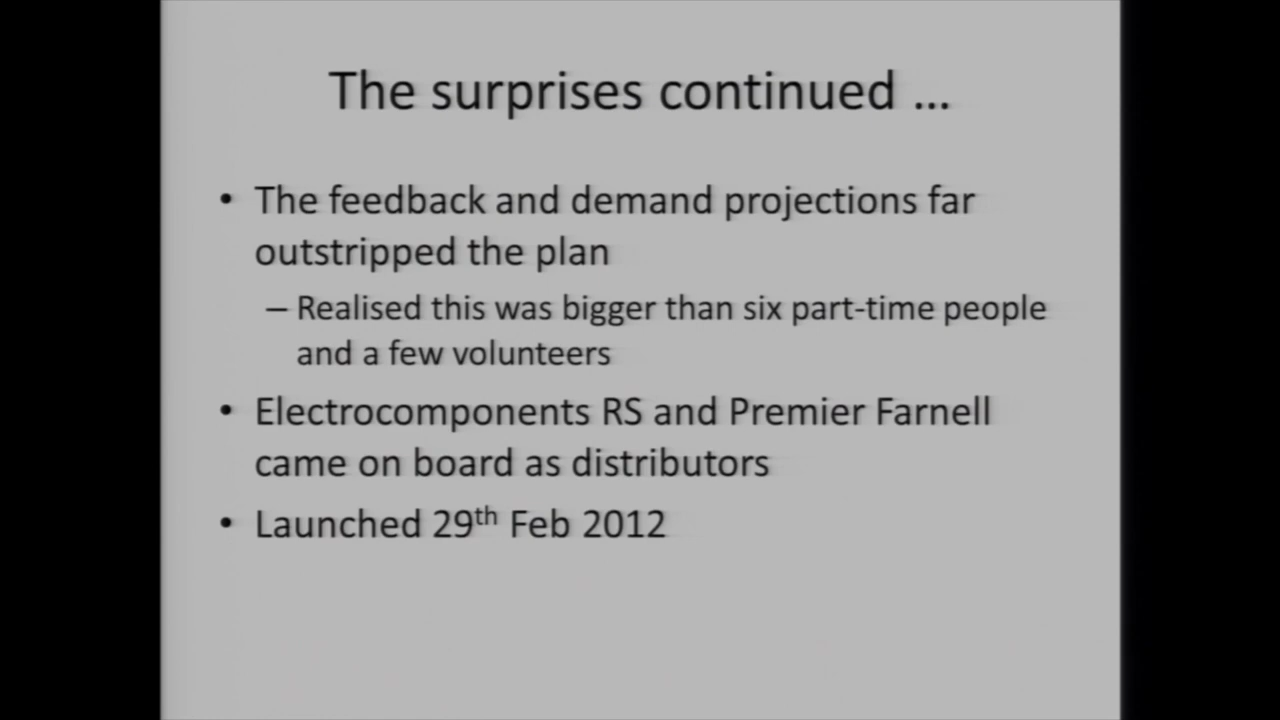 The surprises continued ...
• The feedback and demand projections far
outstripped the plan
– Realised this was bigger than six part-time people
and a few volunteers
• Electrocomponents RS and Premier Farnell
came on board as distributors
• Launched 29th Feb 2012